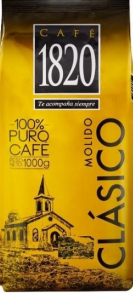 CAFÉ
1820
Te acompaña siempre
100%
PURO
CAFÉ
1000g
MOLIDO
CLÁSICO